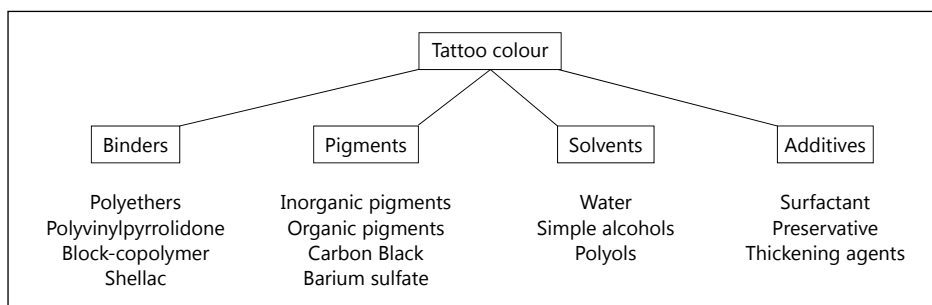 Tattoo colour
Binders
Pigments
Solvents
Additives
Polyethers
Polyvinylpyrrolidone
Block-copolymer
Shellac
Inorganic pigments
Organic pigments
Carbon Black
Barium sulfate
Water
Simple alcohols
Polyols
Surfactant
Preservative
Thickening agents